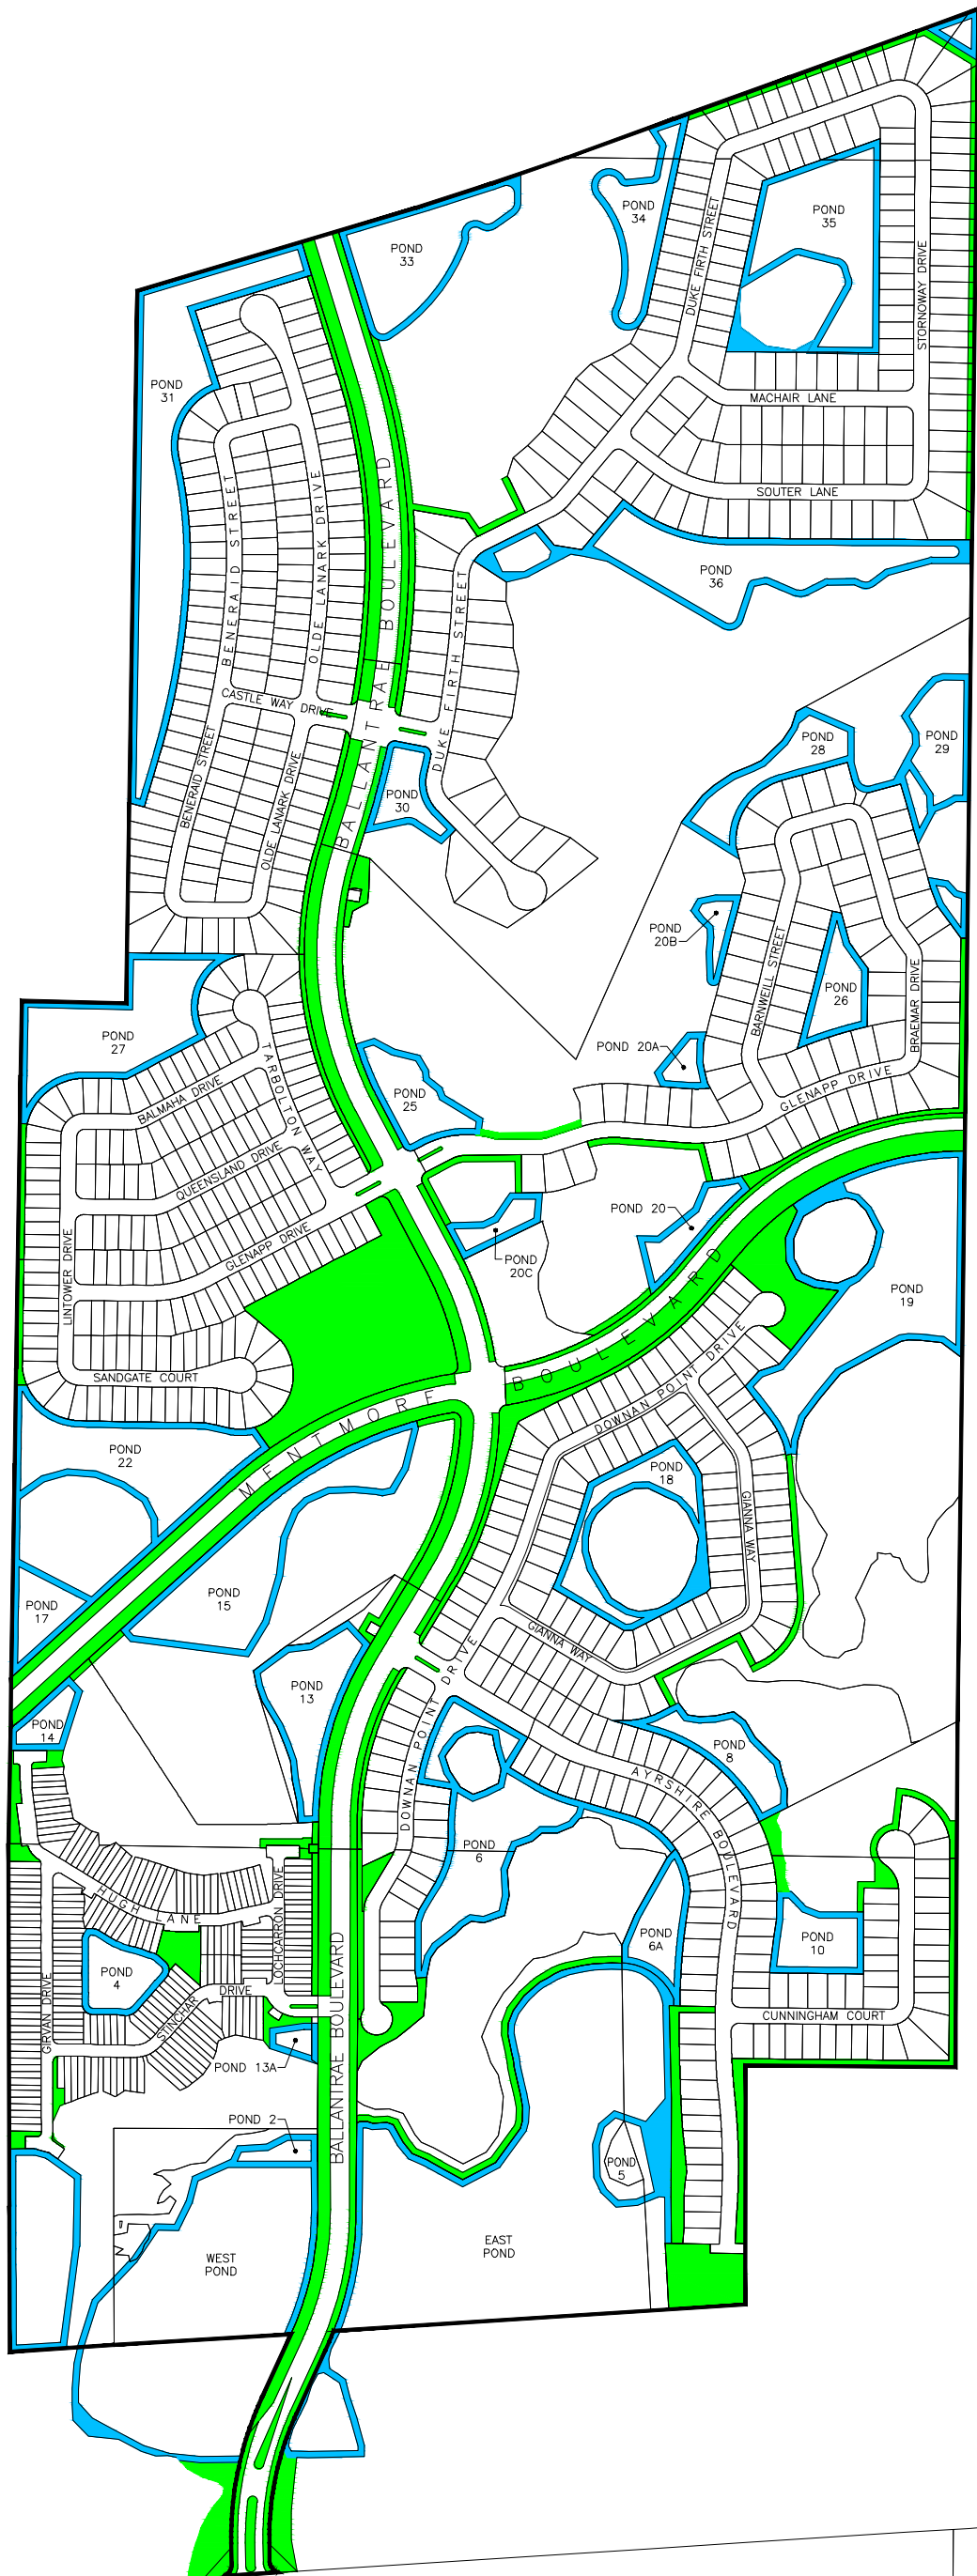 POND
34
POND
35
DUKE FIRTH STREET
STORNOWAY DRIVE
POND
33
POND
31
MACHAIR LANE
SOUTER LANE
BENERAID STREET
OLDE LANARK DRIVE
BALLANTRAE BOULEVARD
DUKE FIRTH STREET
POND
36
CASTLE WAY DRIVE
POND
28
POND
29
BENERAID STREET
OLDE LANARK DRIVE
POND
30
POND
20B
BARNWEILL STREET
POND
26
BRAEMAR DRIVE
POND
27
TARBOLTON WAY
POND 20A
POND
25
BALMAHA DRIVE
GLENAPP DRIVE
QUEENSLAND DRIVE
LINTOWER DRIVE
GLENAPP DRIVE
POND 20
POND
20C
POND
19
SANDGATE COURT
MENTMORE BOULEVARD
DOWNAN POINT DRIVE
POND
22
POND
18
GIANNA WAY
POND
17
POND
15
GIANNA WAY
POND
13
POND
14
DOWNAN POINT DRIVE
POND
8
AYRSHIRE BOULEVARD
POND
6
HUGH LANE
LOCHCARRON DRIVE
POND
6A
POND
10
POND
4
GIRVAN DRIVE
STINCHAR DRIVE
BALLANTRAE BOULEVARD
CUNNINGHAM COURT
POND 13A
POND 2
POND
5
WEST
POND
EAST
POND